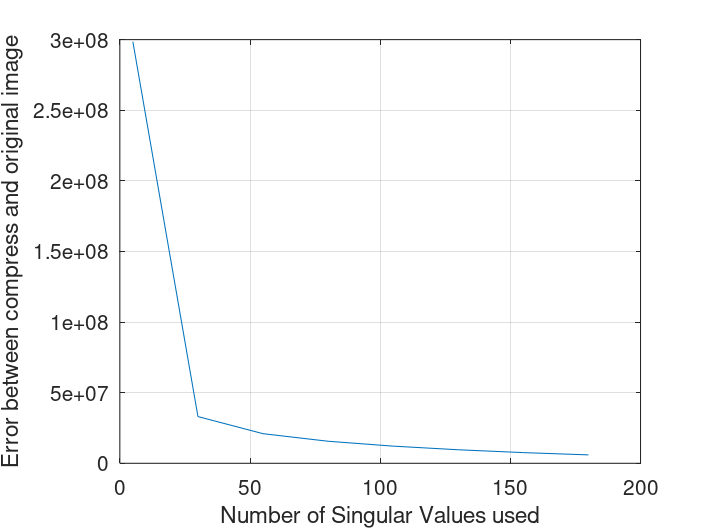 Error between compress and original image
3e+08
2.5e+08
2e+08
1.5e+08
1e+08
5e+07
0
0 50 100 150 200
Number of Singular Values used